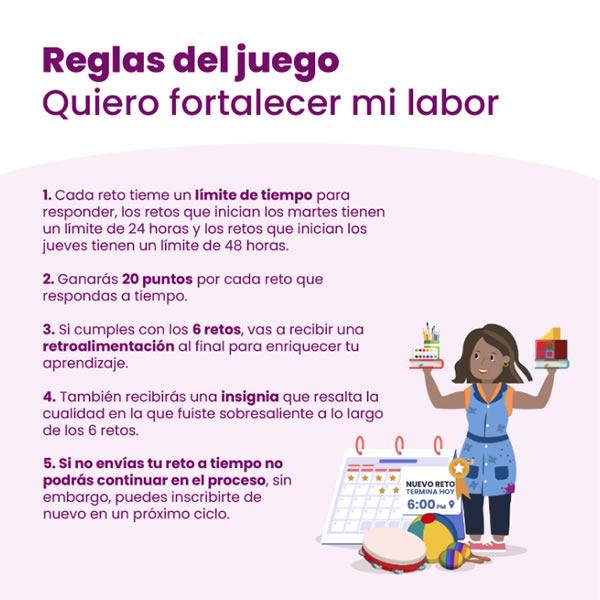 Reglas del juego
Quiero fortalecer mi labor
1. Cada reto tieme un límite de tiempo para
responder, los retos que inician los martes tienen
un límite de 24 horas y los retos que inician los
jueves tienen un límite de 48 horas.
2. Ganarás 20 puntos por cada reto que
respondas a tiempo.
3. Si cumples con los 6 retos, vas a recibir una
retroalimentación al final para enriquecer tu
aprendizaje.
4. También recibirás una insignia que resalta la
cualidad en la que fuiste sobresaliente a lo largo
de los 6 retos.
5. Si no envías tu reto a tiempo no
podrás continuar en el proceso, sin
embargo, puedes inscribirte de
nuevo en un próximo ciclo.
NUEVO RETO
TERMINA HOY
6:00 PM